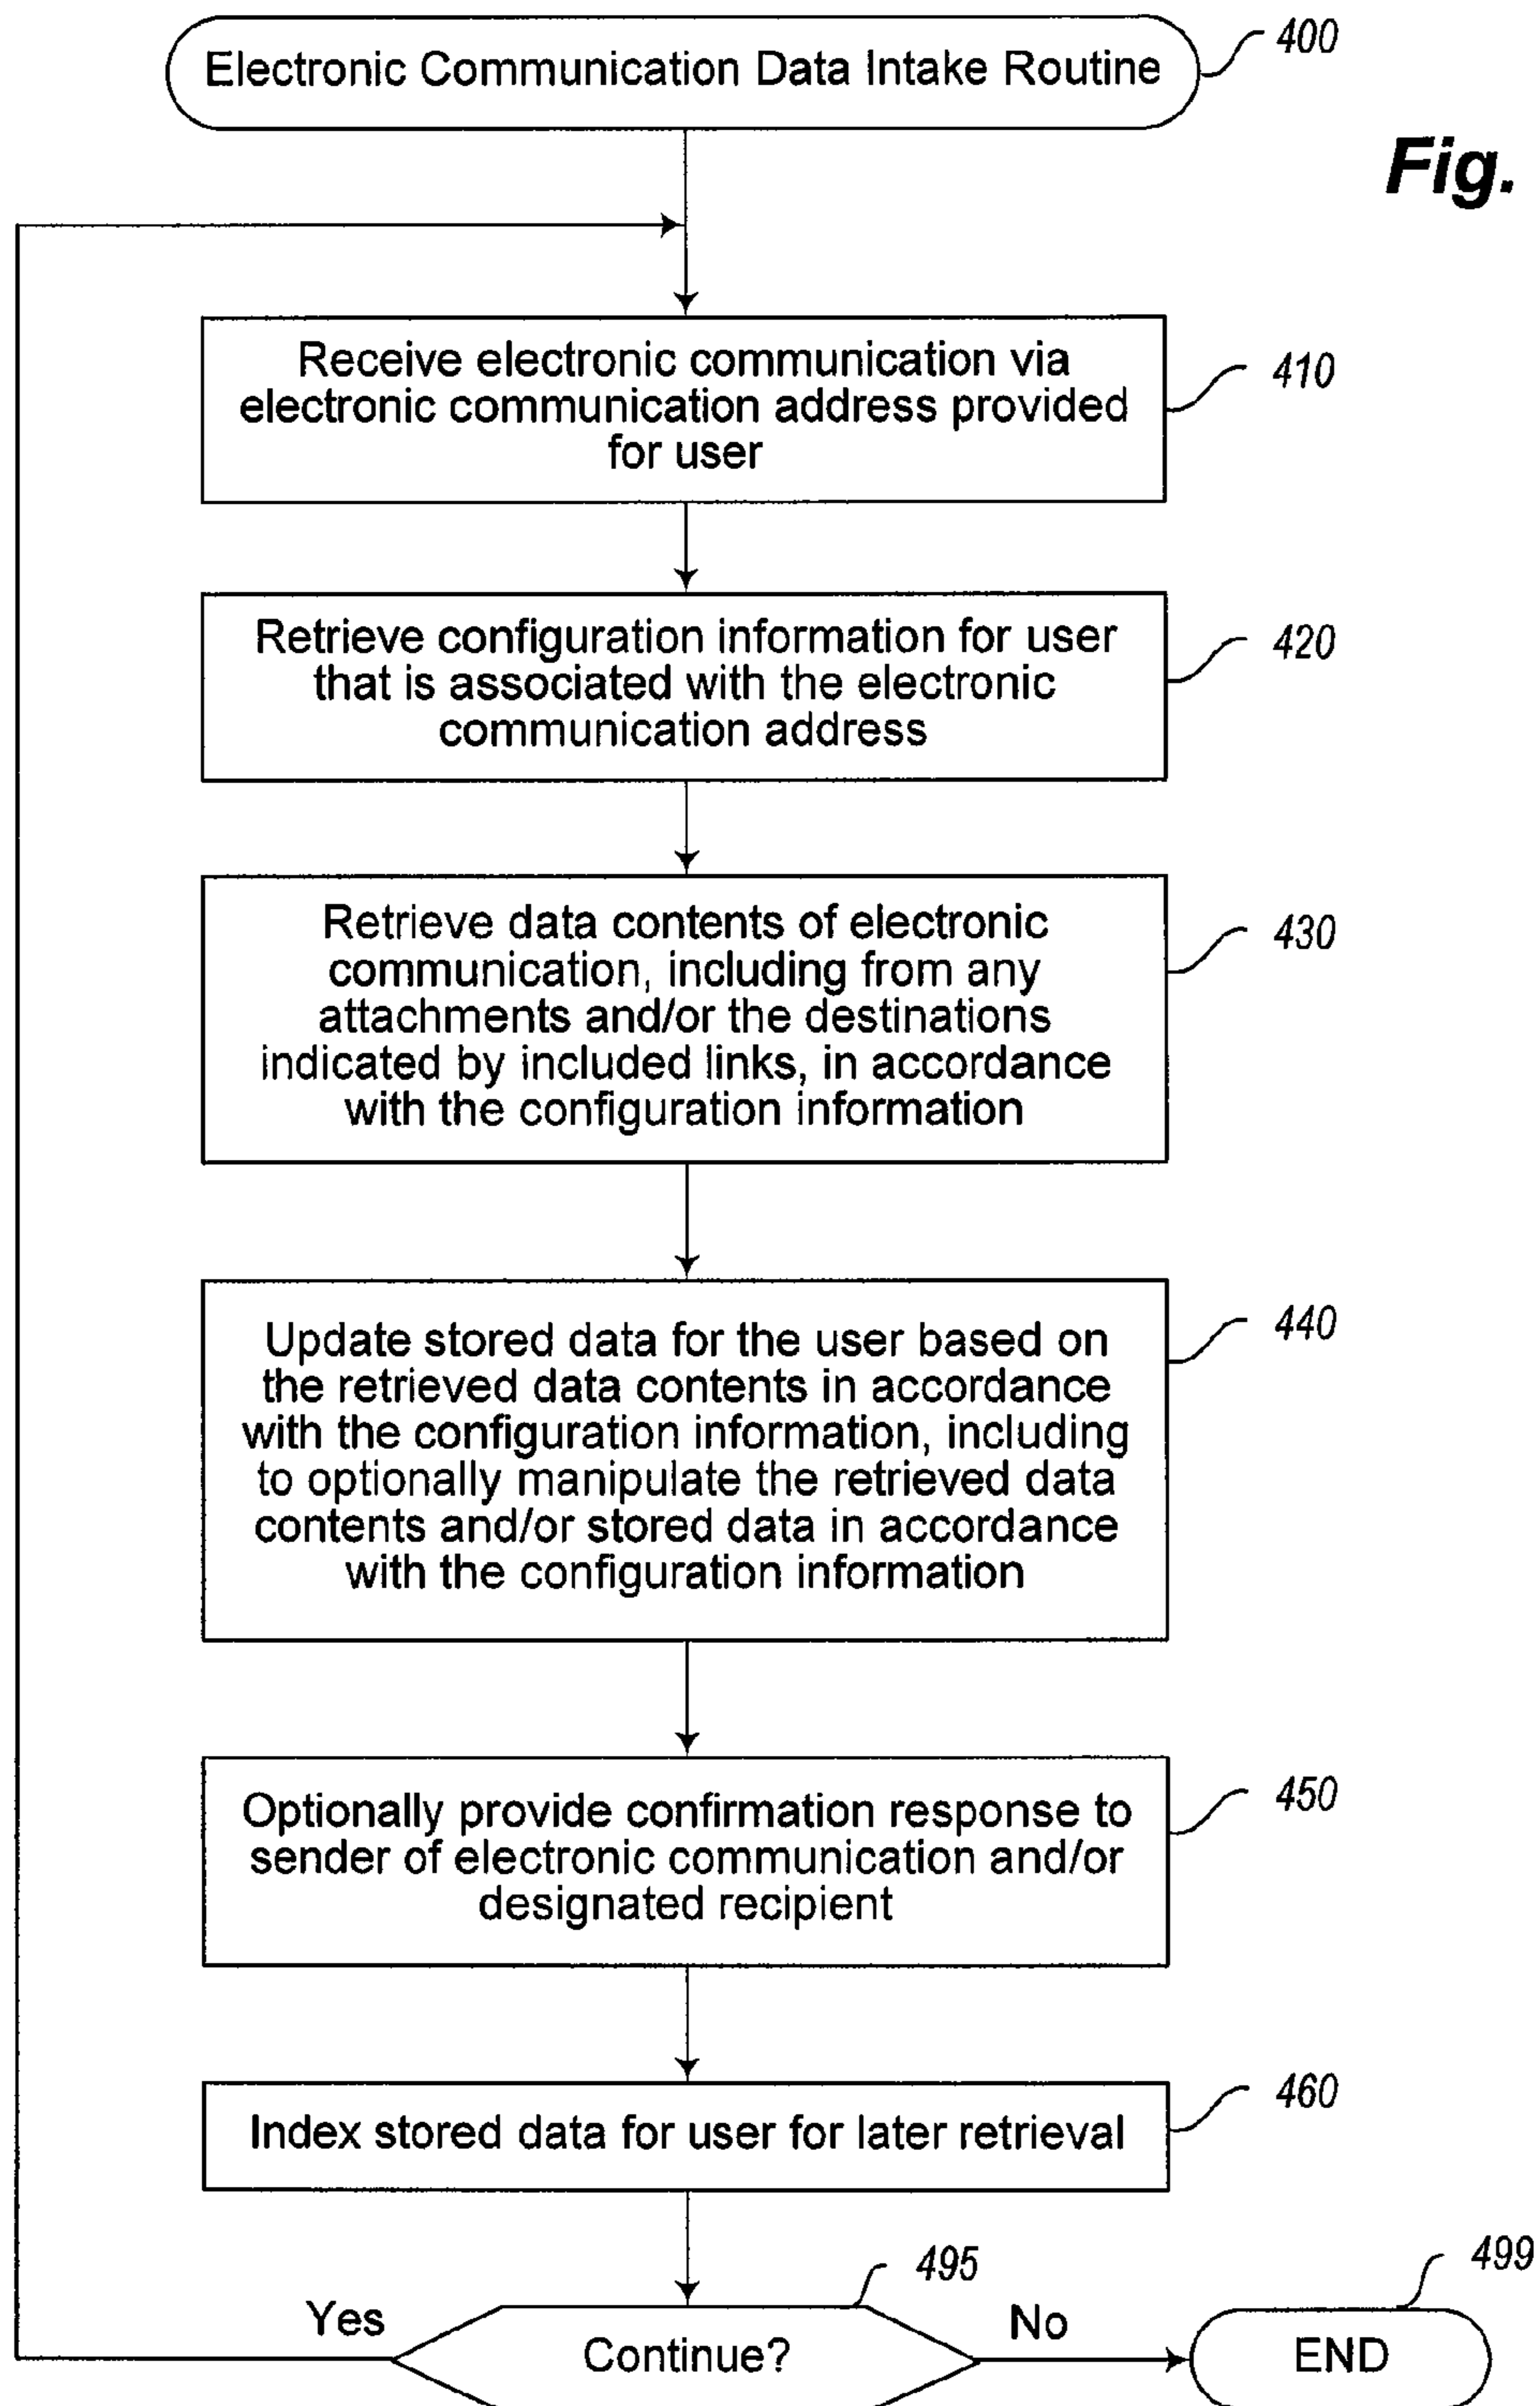 Electronic Communication Data Intake Routine
400
Fig.
Receive electronic communication via
electronic communication address provided
for user
410
Retrieve configuration information for user
that is associated with the electronic
communication address
420
Retrieve data contents of electronic
communication, including from any
attachments and/or the destinations
indicated by included links, in accordance
with the configuration information
430
Update stored data for the user based on
the retrieved data contents in accordance
with the configuration information, including
to optionally manipulate the retrieved data
contents and/or stored data in accordance
with the configuration information
440
Optionally provide confirmation response to
sender of electronic communication and/or
designated recipient
450
Index stored data for user for later retrieval
460
495
499
Yes
Continue?
No
END